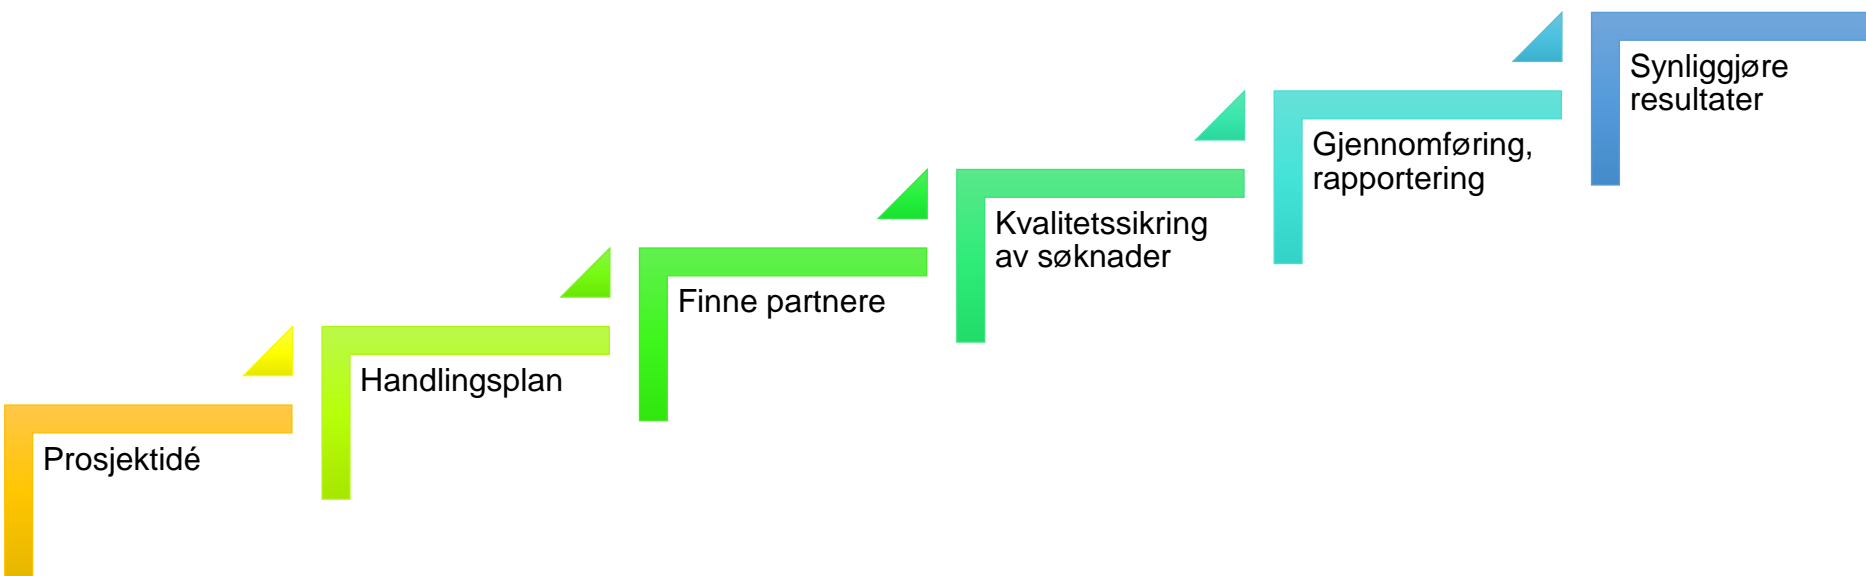 Prosjektidé
Handlingsplan
Finne partnere
Kvalitetssikring
av søknader
Gjennomføring,
rapportering
Synliggjøre
resultater